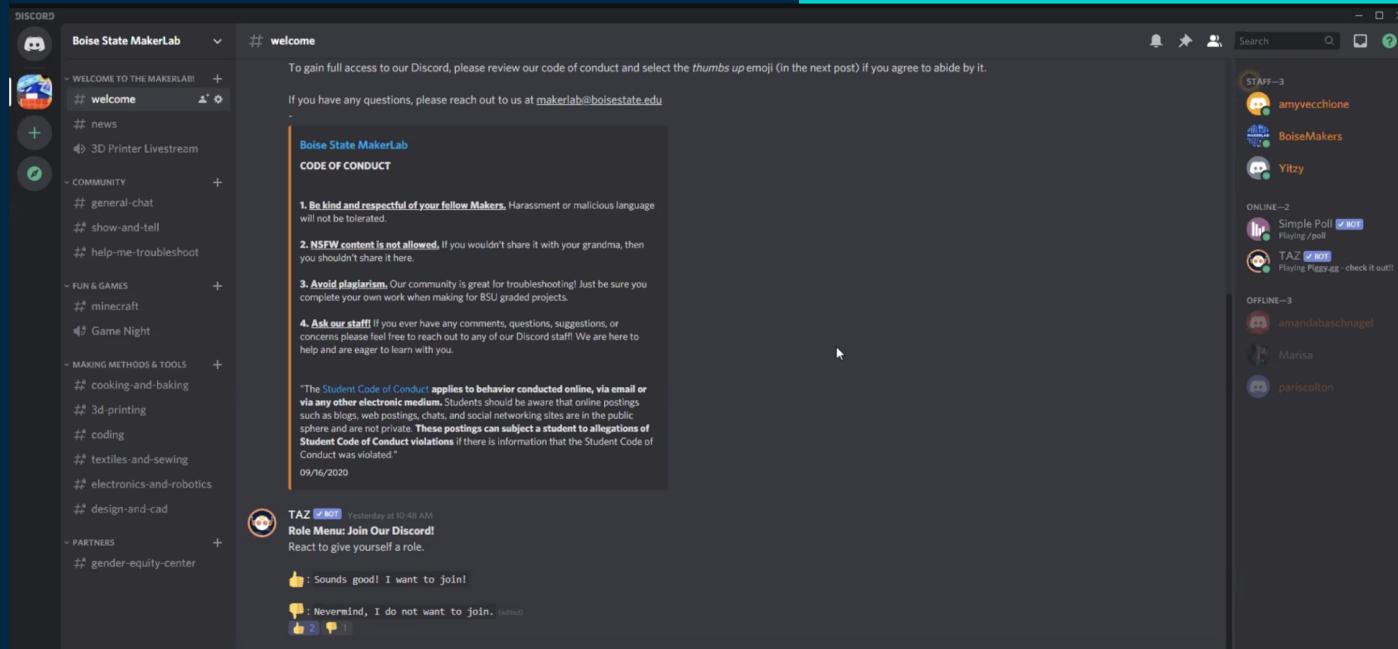 DISCORD
Boise State MakerLab
# welcome
Search
WELCOME TO THE MAKERLAB!
welcome
news
3D Printer Livestream
COMMUNITY
general-chat
show-and-tell
help-me-troubleshoot
FUN & GAMES
minecraft
Game Night
MAKING METHODS & TOOLS
cooking-and-baking
3d-printing
coding
textiles-and-sewing
electronics-and-robotics
design-and-cad
PARTNERS
gender-equity-center
To gain full access to our Discord, please review our code of conduct and select the thumbs up emoji (in the next post) if you agree to abide by it.
If you have any questions, please reach out to us at makerlab@boisestate.edu
-
Boise State MakerLab
CODE OF CONDUCT
1. Be kind and respectful of your fellow Makers. Harassment or malicious language
will not be tolerated.
2. NSFW content is not allowed. If you wouldn't share it with your grandma, then
you shouldn't share it here.
3. Avoid plagiarism. Our community is great for troubleshooting! Just be sure you
complete your own work when making for BSU graded projects.
4. Ask our staff! If you ever have any comments, questions, suggestions, or
concerns please feel free to reach out to any of our Discord staff! We are here to
help and are eager to learn with you.
"The Student Code of Conduct applies to behavior conducted online, via email or
via any other electronic medium. Students should be aware that online postings
such as blogs, web postings, chats, and social networking sites are in the public
sphere and are not private. These postings can subject a student to allegations of
Student Code of Conduct violations if there is information that the Student Code of
Conduct was violated."
09/16/2020
TAZ ✓ BOT Yesterday at 10:48 AM
Role Menu: Join Our Discord!
React to give yourself a role.
👍: Sounds good! I want to join!
👎: Nevermind, I do not want to join. (edited)
👍 2 👎 1
STAFF—3
amyvecchione
BoiseMakers
Yitzy
ONLINE—2
Simple Poll ✓ BOT
Playing /poll
TAZ ✓ BOT
Playing Piggy.gg - check it out!!
OFFLINE—3
amandabaschnagel
Marisa
pariscolton